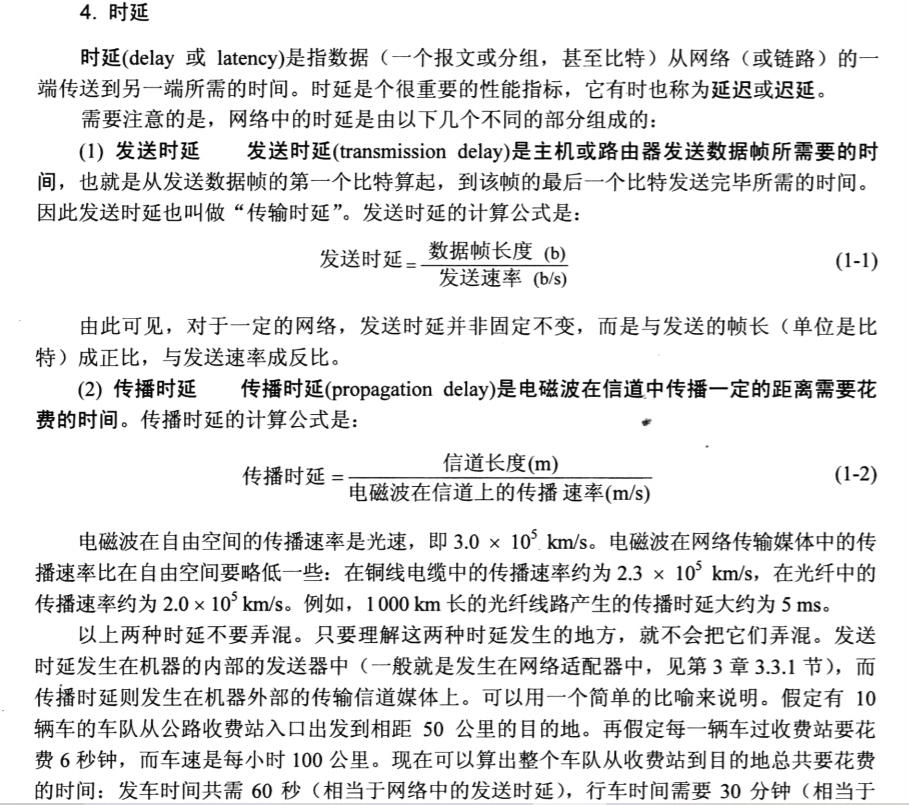 4. 时延
时延(delay 或 latency)是指数据（一个报文或分组，甚至比特）从网络（或链路）的一
端传送到另一端所需的时间。时延是个很重要的性能指标，它有时也称为延迟或迟延。
需要注意的是，网络中的时延是由以下几个不同的部分组成的：
(1) 发送时延 发送时延(transmission delay)是主机或路由器发送数据帧所需要的时
间，也就是从发送数据帧的第一个比特算起，到该帧的最后一个比特发送完毕所需的时间。
因此发送时延也叫做“传输时延”。发送时延的计算公式是：
发送时延 = 数据帧长度 (b) / 发送速率 (b/s) (1-1)
由此可见，对于一定的网络，发送时延并非固定不变，而是与发送的帧长（单位是比
特）成正比，与发送速率成反比。
(2) 传播时延 传播时延(propagation delay)是电磁波在信道中传播一定的距离需要花
费的时间。传播时延的计算公式是：
传播时延 = 信道长度(m) / 电磁波在信道上的传播速率(m/s) (1-2)
电磁波在自由空间的传播速率是光速，即 3.0 × 10⁵ km/s。电磁波在网络传输媒体中的传
播速率比在自由空间要略低一些：在铜线电缆中的传播速率约为 2.3 × 10⁵ km/s，在光纤中的
传播速率约为 2.0 × 10⁵ km/s。例如，1000 km 长的光纤线路产生的传播时延大约为 5 ms。
以上两种时延不要弄混。只要理解这两种时延发生的地方，就不会把它们弄混。发送
时延发生在机器的内部的发送器中（一般就是发生在网络适配器中，见第 3 章 3.3.1 节），而
传播时延则发生在机器外部的传输信道媒体上。可以用一个简单的比喻来说明。假定有 10
辆车的车队从公路收费站入口出发到相距 50 公里的目的地。再假定每一辆车过收费站要花
费 6 秒钟，而车速是每小时 100 公里。现在可以算出整个车队从收费站到目的地总共要花费
的时间：发车时间共需 60 秒（相当于网络中的发送时延），行车时间需要 30 分钟（相当于